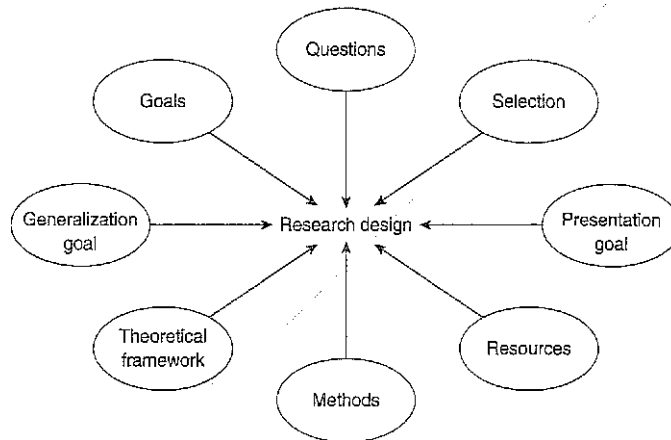 Questions
Goals
Selection
Generalization
goal
Research design
Presentation
goal
Theoretical
framework
Resources
Methods